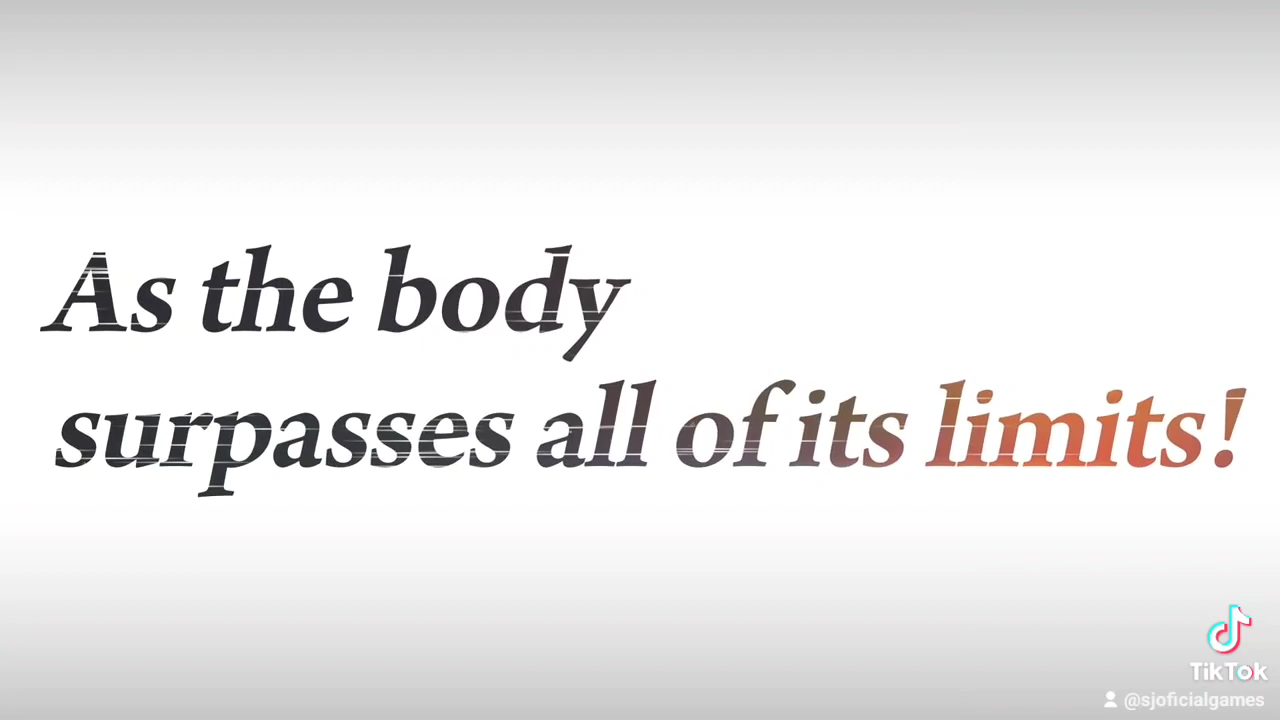 As the body
surpasses all of its limits!
TikTok
@sjoficialgames